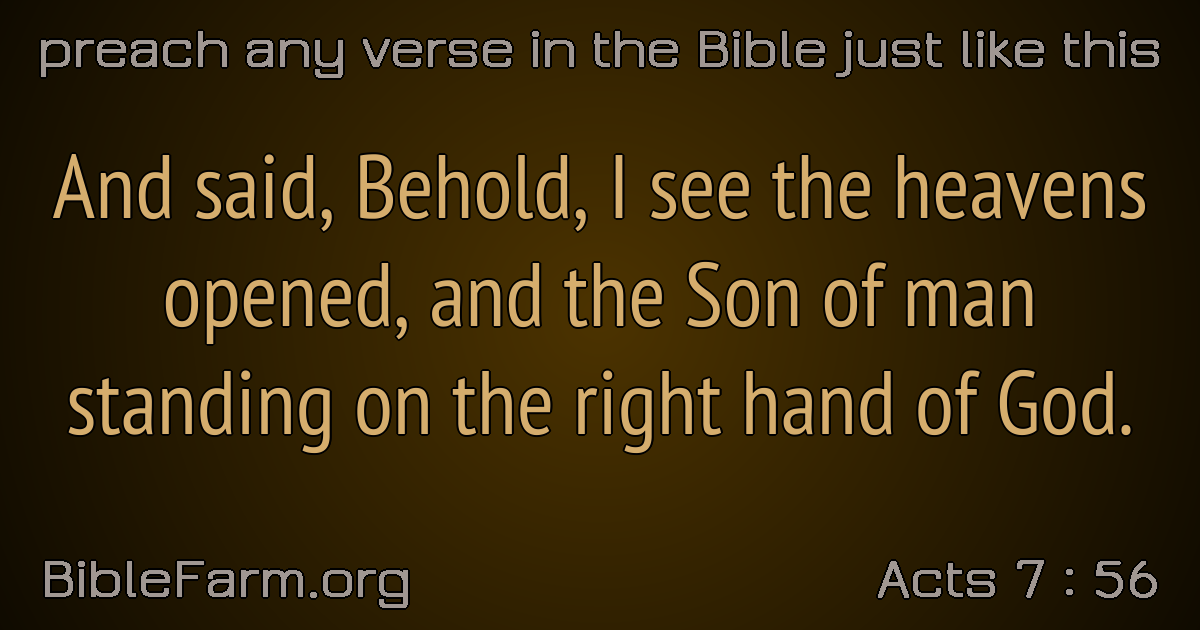 preach any verse in the Bible just like this
And said, Behold, I see the heavens
opened, and the Son of man
standing on the right hand of God.
BibleFarm.org
Acts 7 : 56